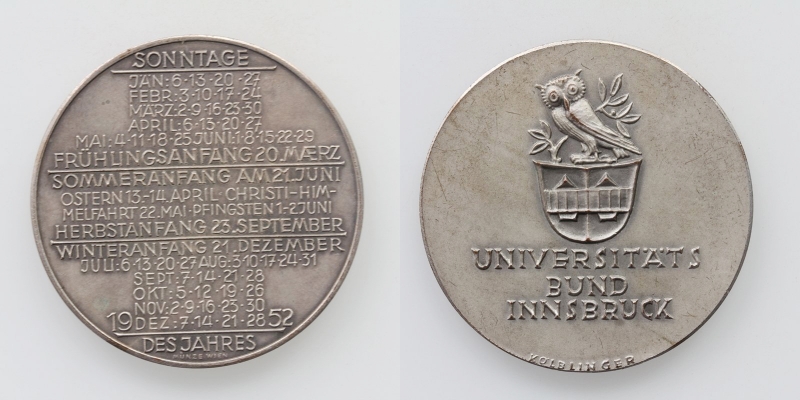 SONNTAGE
JAN·6·13·20·27
FEBR·3·10·17·24
MÄRZ·2·9·16·23·30
APRIL·6·13·20·27
MAI:4·11·18·25 JUNI:1·8·15·22·29
FRÜHLINGSANFANG 20. MÆRZ
SOMMERANFANG AM 21. JUNI
OSTERN 13-14. APRIL·CHRISTI-HIM-
MELFAHRT 22. MAI·PFINGSTEN 1-2 JUNI
HERBSTANFANG 23. SEPTEMBER
WINTERANFANG 21. DEZEMBER
JULI:6·13·20·27 AUG:3·10·17·24·31
SEPT:7·14·21·28
OKT:5·12·19·26
NOV:2·9·16·23·30
19 DEZ:7·14·21·28 52
DES JAHRES
MÜNZE WIEN
UNIVERSITÄTS
BUND
INNSBRUCK
KÖLBLINGER